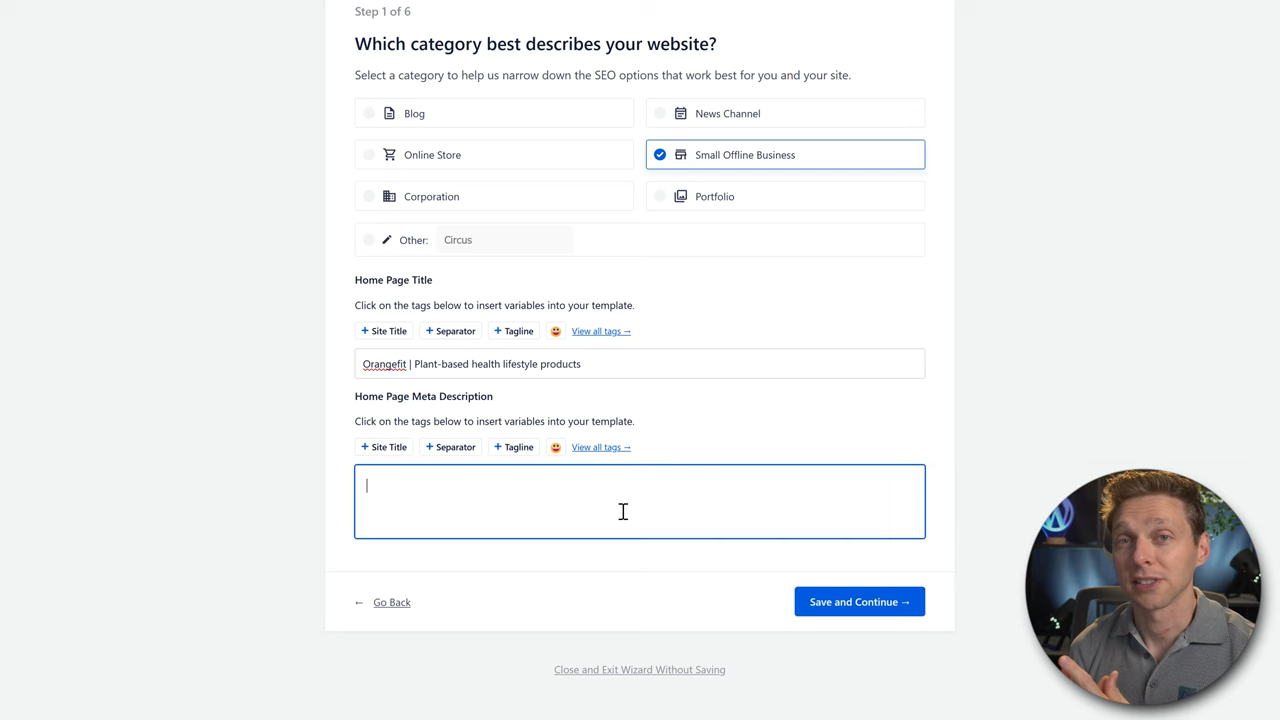 Step 1 of 6
Which category best describes your website?
Select a category to help us narrow down the SEO options that work best for you and your site.
Blog
News Channel
Online Store
Small Offline Business
Corporation
Portfolio
Other: Circus
Home Page Title
Click on the tags below to insert variables into your template.
+ Site Title + Separator + Tagline View all tags →
Orangefit | Plant-based health lifestyle products
Home Page Meta Description
Click on the tags below to insert variables into your template.
+ Site Title + Separator + Tagline View all tags →
← Go Back
Save and Continue →
Close and Exit Wizard Without Saving